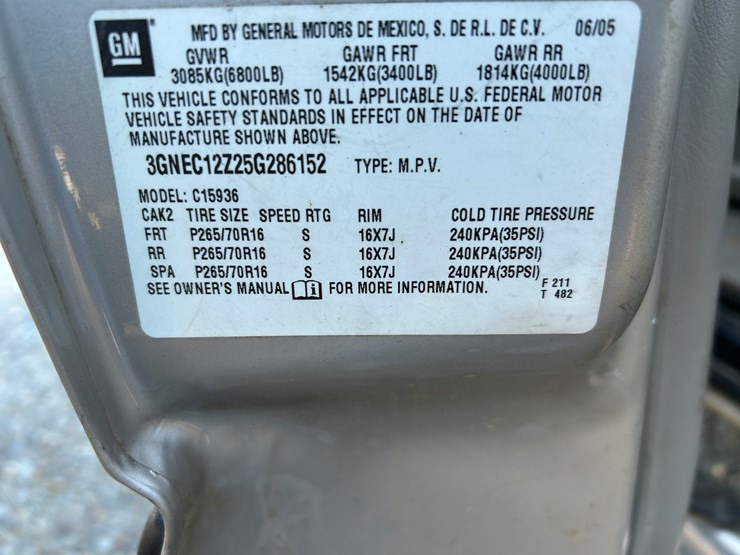 GM
MFD BY GENERAL MOTORS DE MEXICO, S. DE R.L. DE C.V. 06/05
GVWR GAWR FRT GAWR RR
3085KG(6800LB) 1542KG(3400LB) 1814KG(4000LB)
THIS VEHICLE CONFORMS TO ALL APPLICABLE U.S. FEDERAL MOTOR
VEHICLE SAFETY STANDARDS IN EFFECT ON THE DATE OF
MANUFACTURE SHOWN ABOVE.
3GNEC12Z25G286152 TYPE: M.P.V.
MODEL: C15936
CAK2 TIRE SIZE SPEED RTG RIM COLD TIRE PRESSURE
FRT P265/70R16 S 16X7J 240KPA(35PSI)
RR P265/70R16 S 16X7J 240KPA(35PSI)
SPA P265/70R16 S 16X7J 240KPA(35PSI)
SEE OWNER'S MANUAL i FOR MORE INFORMATION. F 211
T 482